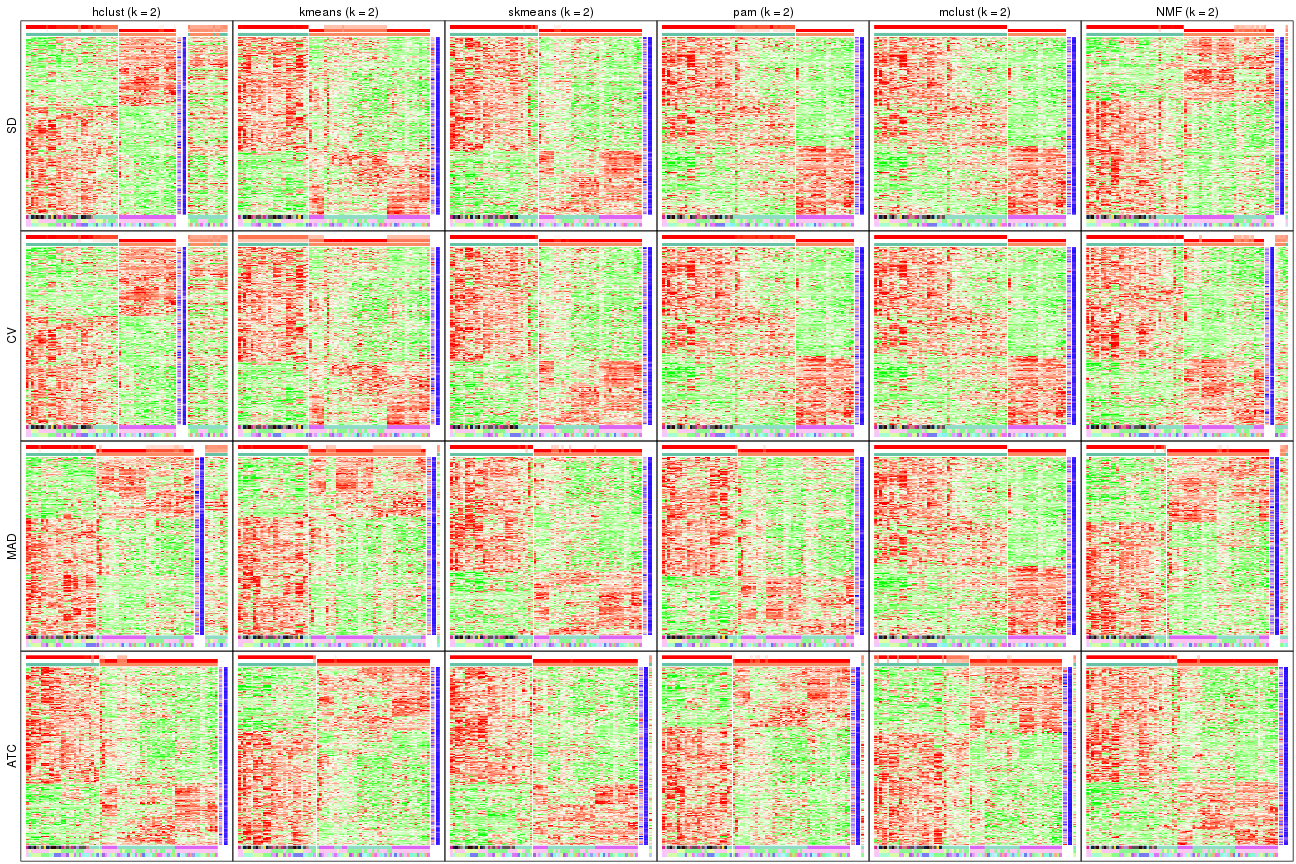 hclust (k = 2)
kmeans (k = 2)
skmeans (k = 2)
pam (k = 2)
mclust (k = 2)
NMF (k = 2)
SD
CV
MAD
ATC